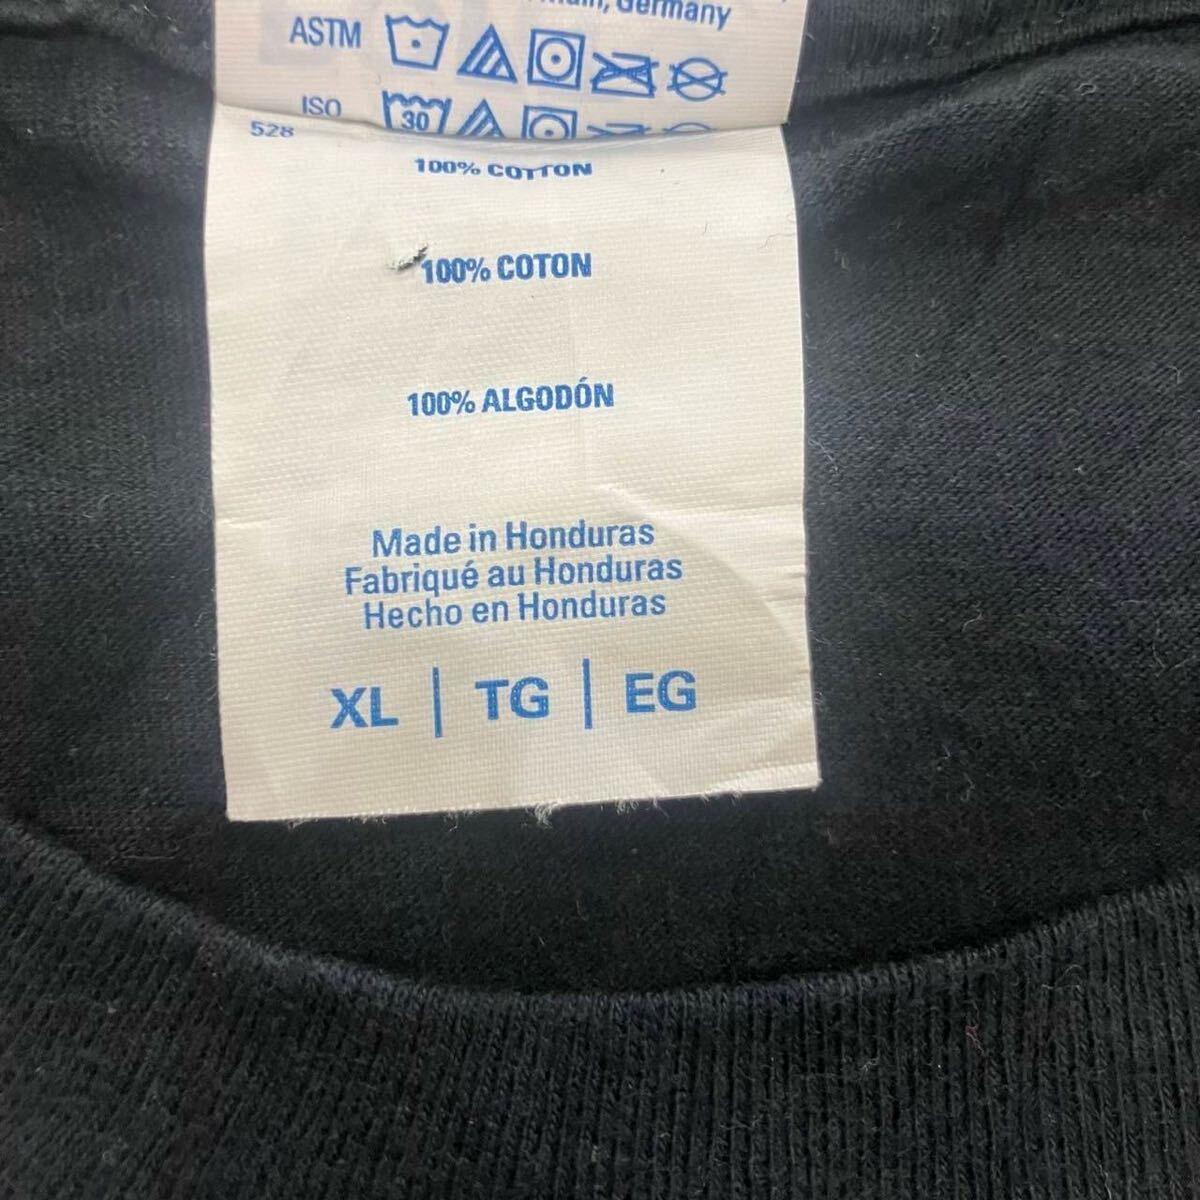 Germany
ASTM
ISO
30
528
100% COTTON
100% COTON
100% ALGODÓN
Made in Honduras
Fabriqué au Honduras
Hecho en Honduras
XL | TG | EG